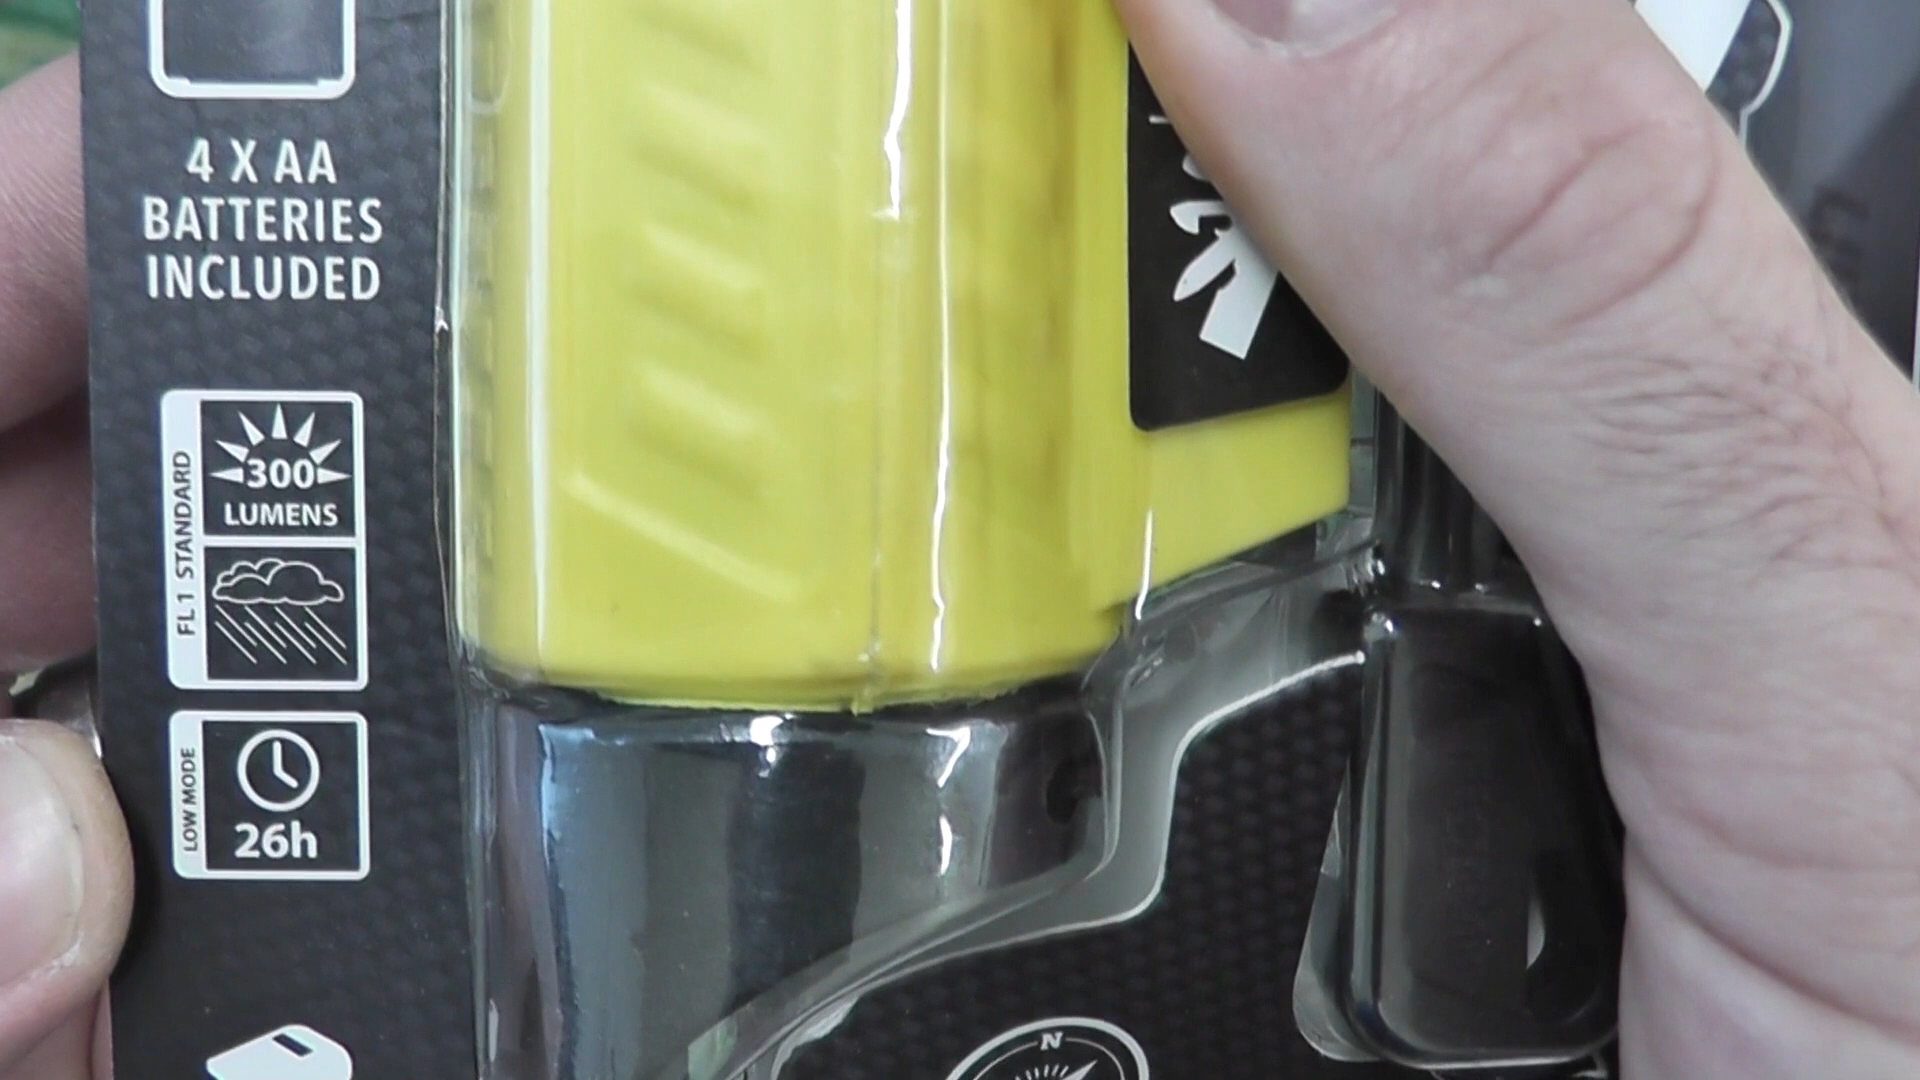 4 X AA
BATTERIES
INCLUDED
FL 1 STANDARD
300
LUMENS
LOW MODE
26h
N